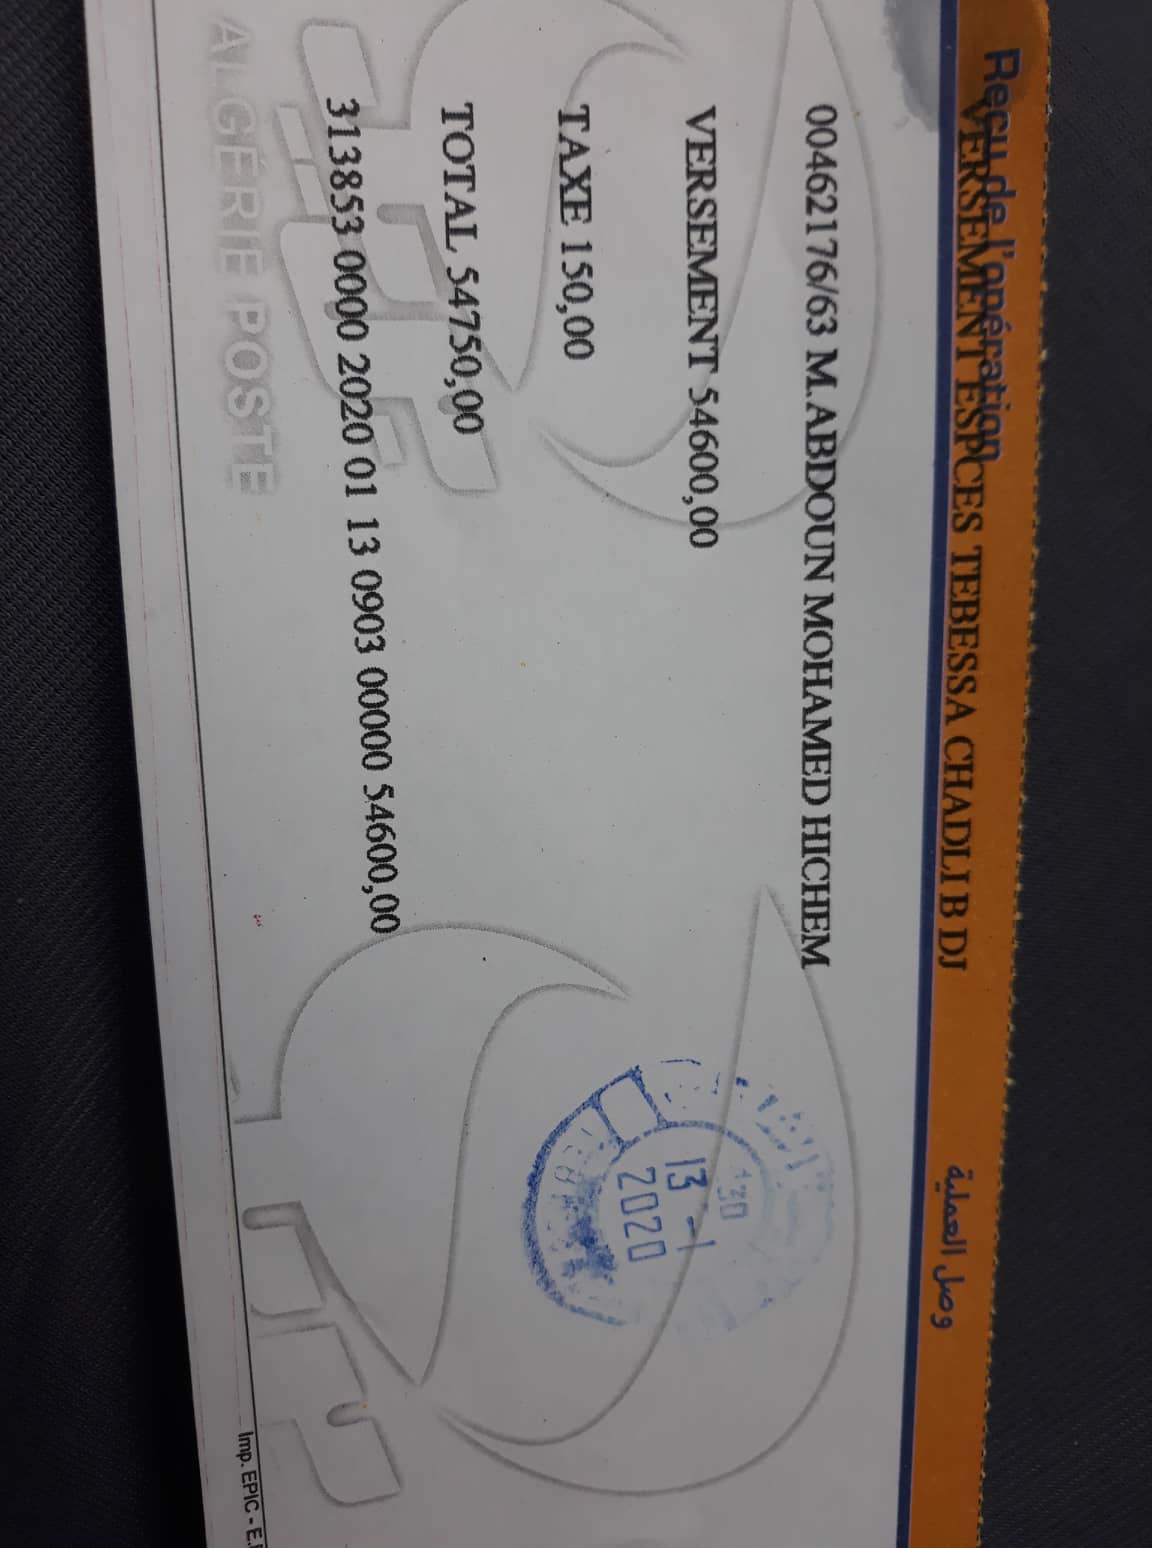 Reçu de l'opération
وصل العملية
VERSEMENT ESPCES TEBESSA CHADLI B DJ
00462176/63 M.ABDOUN MOHAMED HICHEM
VERSEMENT 54600,00
TAXE 150,00
TOTAL 54750,00
313853 0000 2020 01 13 0903 00000 54600,00
ALGÉRIE POSTE
13 -1
2020
Imp. EPIC - E.